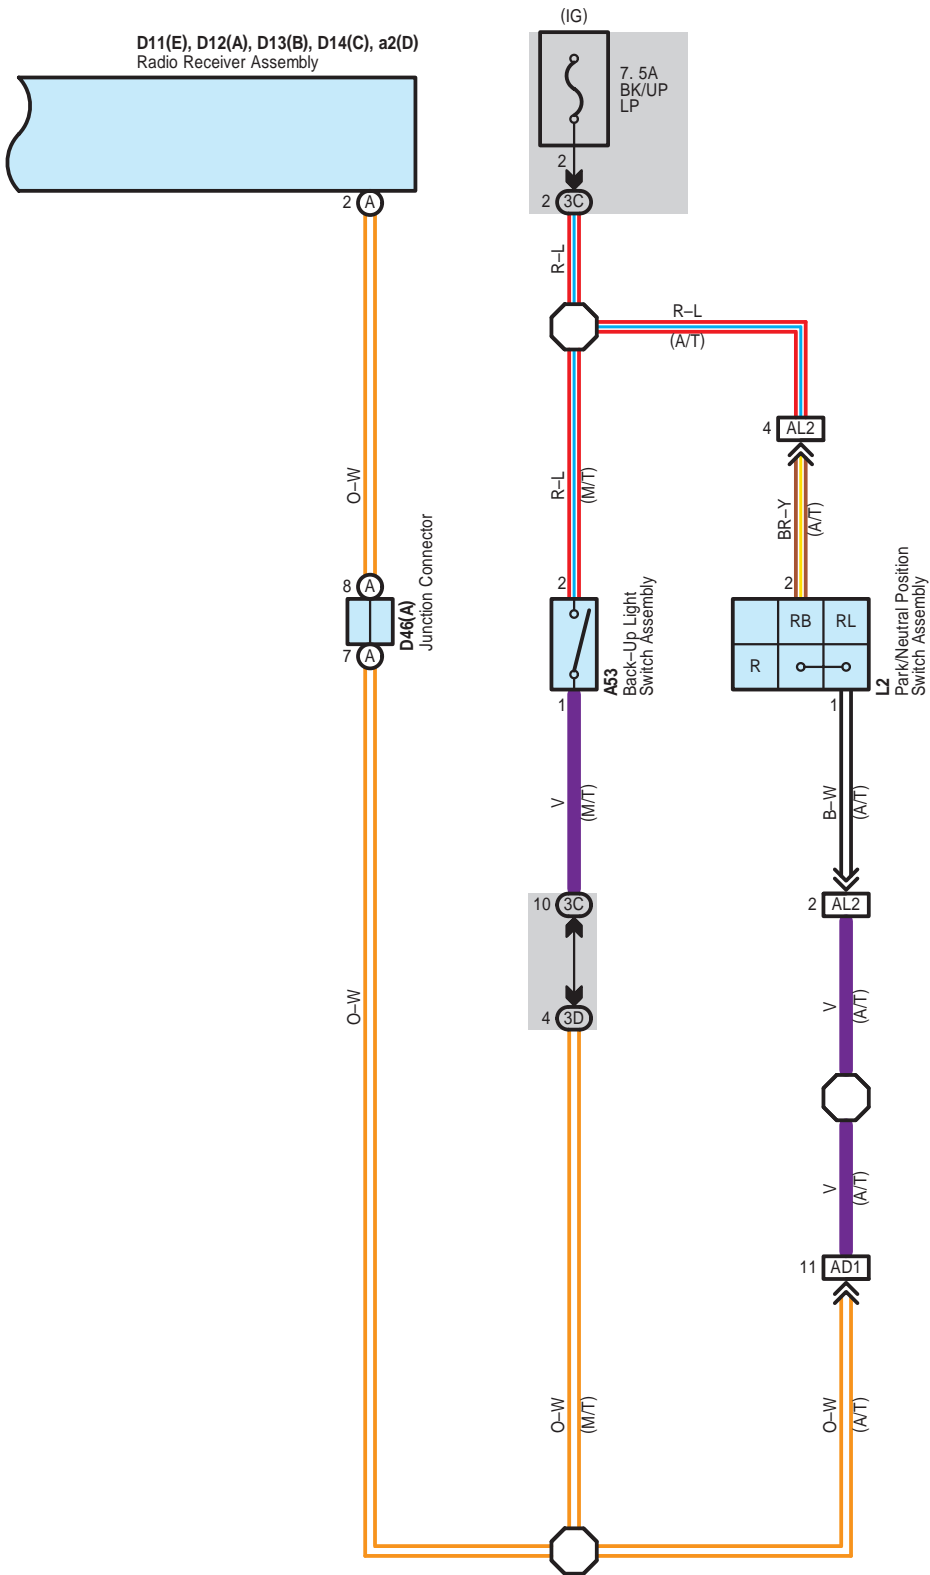 (IG)
D11(E), D12(A), D13(B), D14(C), a2(D)
Radio Receiver Assembly
7. 5A
BK/UP
LP
2
2 A
2 3C
R–L
R–L
(A/T)
4 AL2
O–W
R–L
(M/T)
BR–Y
(A/T)
8 A
D46(A)
Junction Connector
7 A
2
A53
Back–Up Light
Switch Assembly
1
2
RB RL
R
L2
Park/Neutral Position
Switch Assembly
1
V
(M/T)
B–W
(A/T)
10 3C
2 AL2
O–W
4 3D
V
(A/T)
V
(A/T)
11 AD1
O–W
(M/T)
O–W
(A/T)